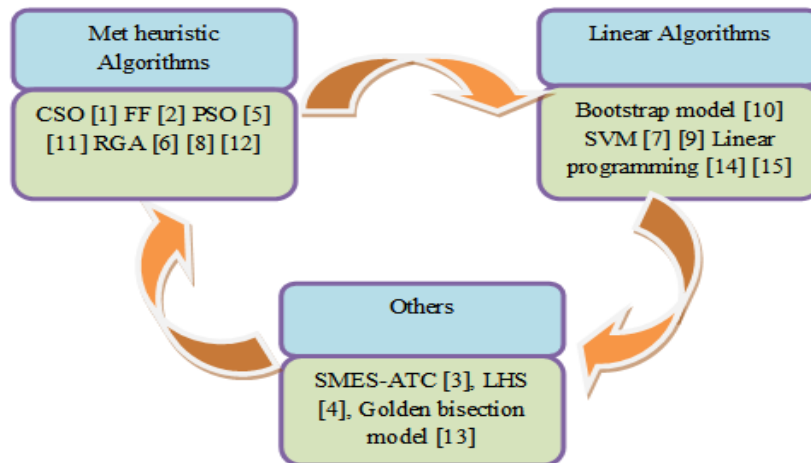 Met heuristic
Algorithms
CSO [1] FF [2] PSO [5]
[11] RGA [6] [8] [12]
Linear Algorithms
Bootstrap model [10]
SVM [7] [9] Linear
programming [14] [15]
Others
SMES-ATC [3], LHS
[4], Golden bisection
model [13]